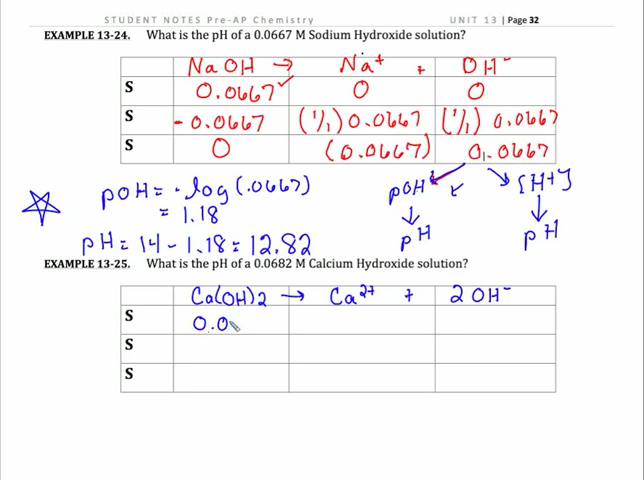 STUDENT NOTES Pre-AP Chemistry UNIT 13 | Page 32
EXAMPLE 13-24. What is the pH of a 0.0667 M Sodium Hydroxide solution?
NaOH → Na⁺ + OH⁻
S 0.0667 ✓ 0 0
S - 0.0667 (1/1) 0.0667 (1/1) 0.0667
S 0 (0.0667) 0.0667
pOH = - log (.0667)
= 1.18
pH = 14 - 1.18 = 12.82
pOH [H+]
↓ ↓
pH pH
EXAMPLE 13-25. What is the pH of a 0.0682 M Calcium Hydroxide solution?
Ca(OH)2 → Ca²⁺ + 2 OH⁻
S 0.0
S
S